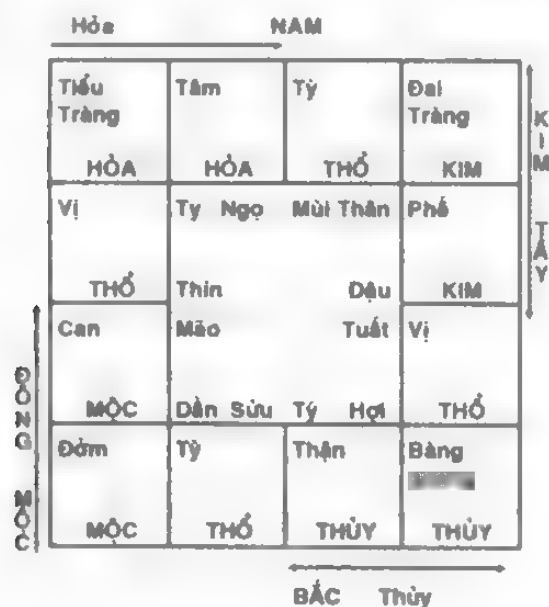 Hỏa NAM
Tiểu Tâm Tỳ Đại
Tràng Tràng
HỎA HỎA THỔ KIM
KIM TÂY
Vị Tỵ Ngọ Mùi Thân Phế
THỔ Thìn Dậu KIM
Can Mão Tuất Vị
MỘC Dần Sửu Tý Hợi THỔ
ĐÔNG MỘC
Đởm Tỳ Thận Bàng
MỘC THỔ THỦY THỦY
BẮC Thủy